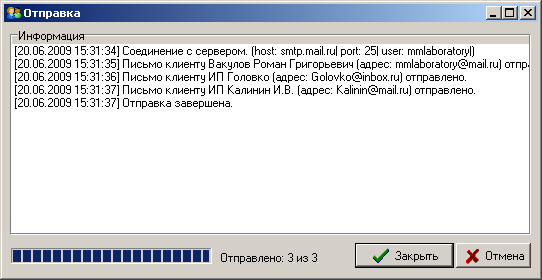 Отправка
Информация
[20.06.2009 15:31:34] Соединение с сервером. (host: smtp.mail.ru| port: 25| user: mmlaboratory|)
[20.06.2009 15:31:35] Письмо клиенту Вакулов Роман Григорьевич (адрес: mmlaboratory@mail.ru) отпра
[20.06.2009 15:31:36] Письмо клиенту ИП Головко (адрес: Golovko@inbox.ru) отправлено.
[20.06.2009 15:31:37] Письмо клиенту ИП Калинин И.В. (адрес: Kalinin@mail.ru) отправлено.
[20.06.2009 15:31:37] Отправка завершена.
Отправлено: 3 из 3 Закрыть Отмена